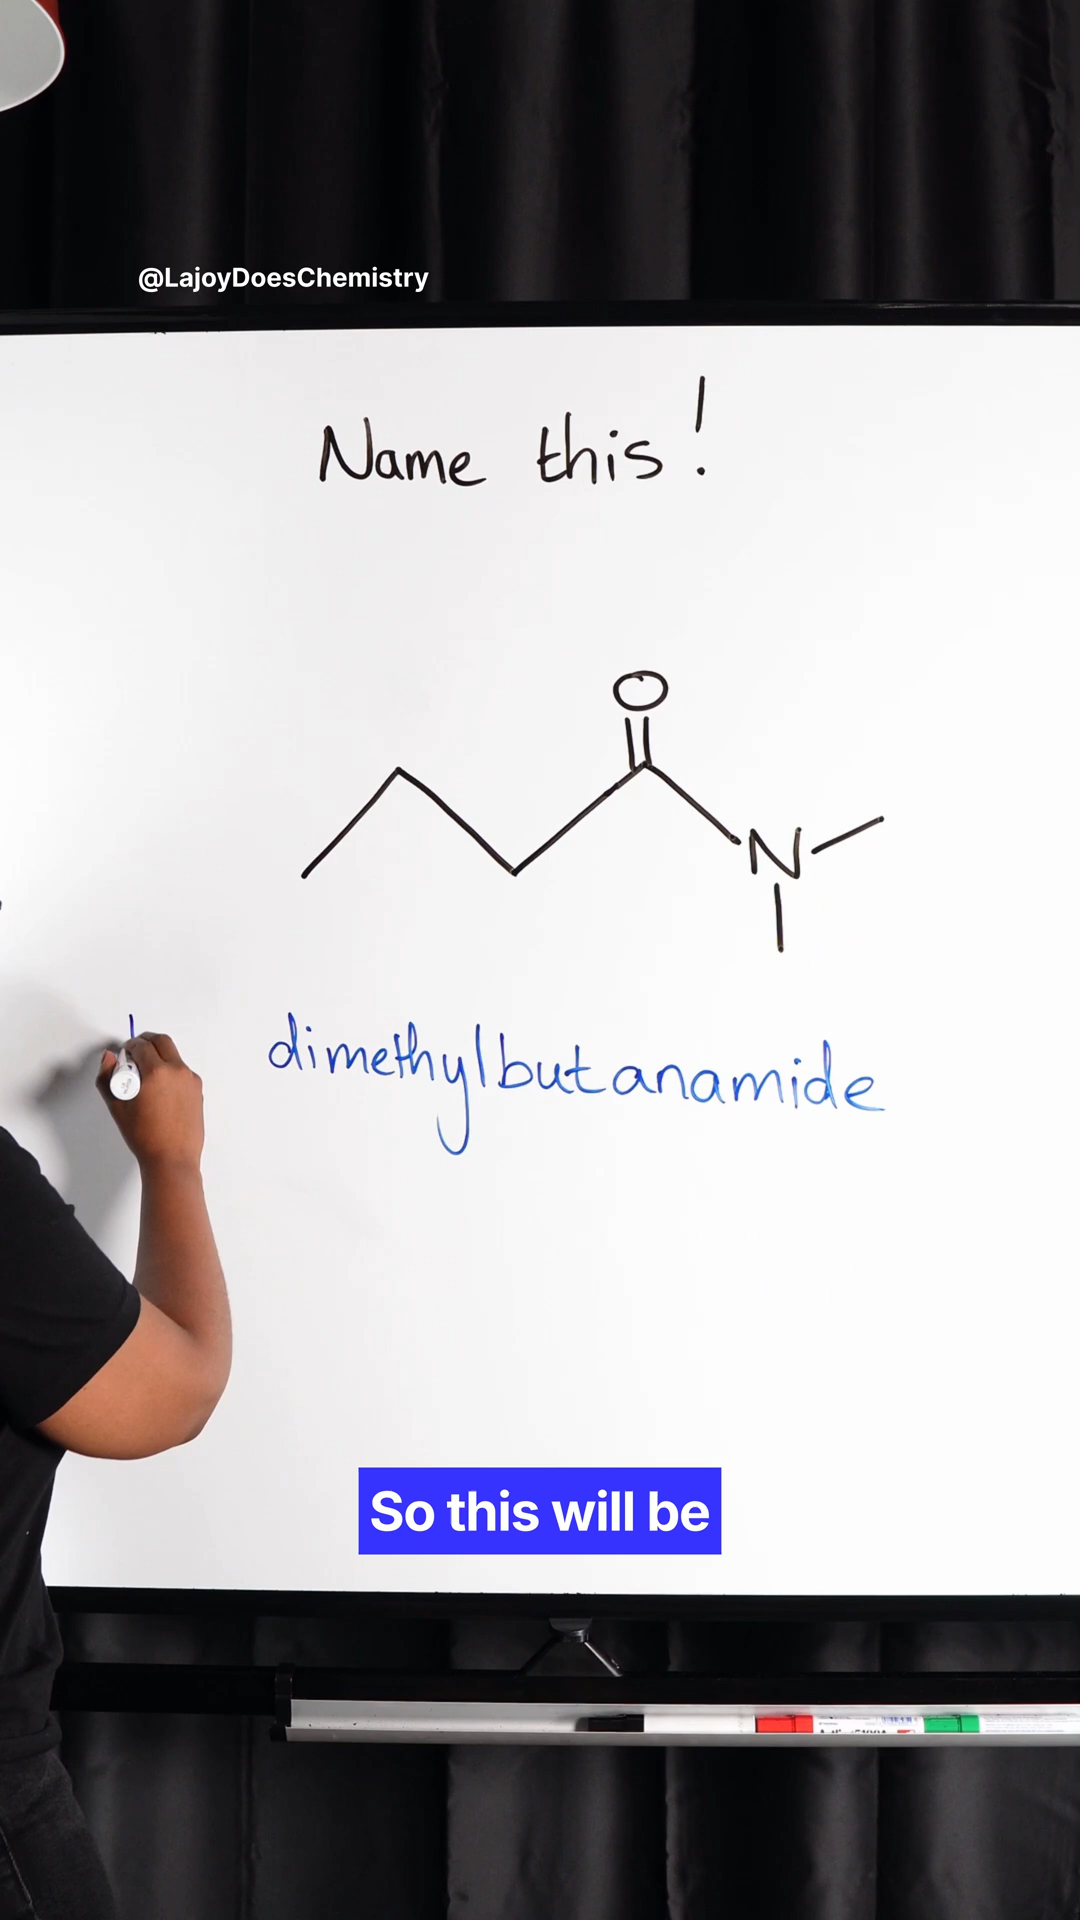 @LajoyDoesChemistry
Name this!
O
N
dimethylbutanamide
So this will be